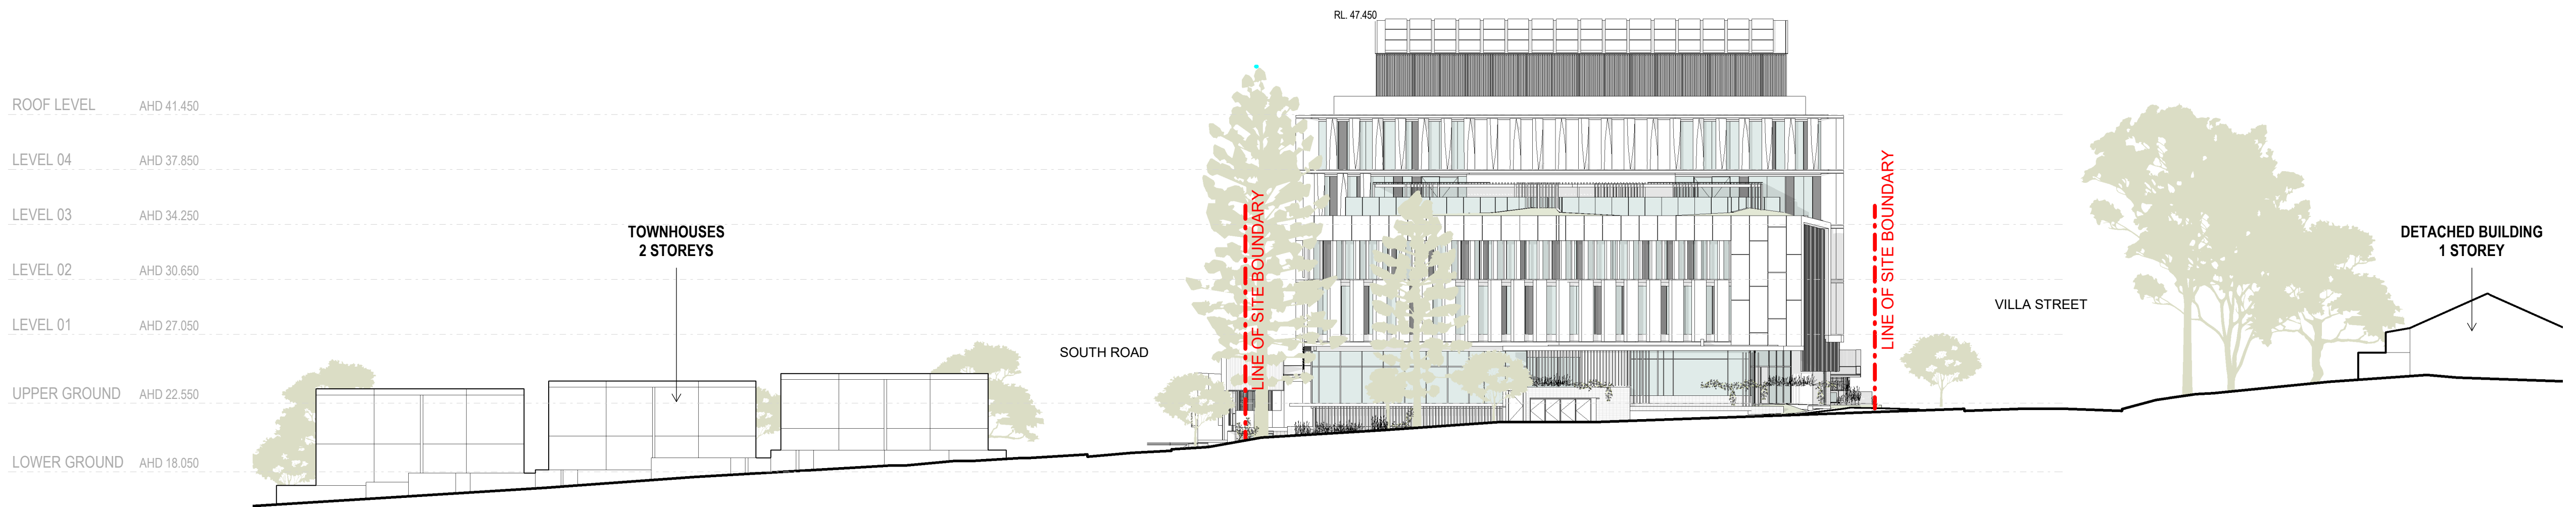 RL. 47.450
ROOF LEVEL AHD 41.450
LEVEL 04 AHD 37.850
LEVEL 03 AHD 34.250
LEVEL 02 AHD 30.650
LEVEL 01 AHD 27.050
UPPER GROUND AHD 22.550
LOWER GROUND AHD 18.050
TOWNHOUSES
2 STOREYS
SOUTH ROAD
LINE OF SITE BOUNDARY
LINE OF SITE BOUNDARY
VILLA STREET
DETACHED BUILDING
1 STOREY